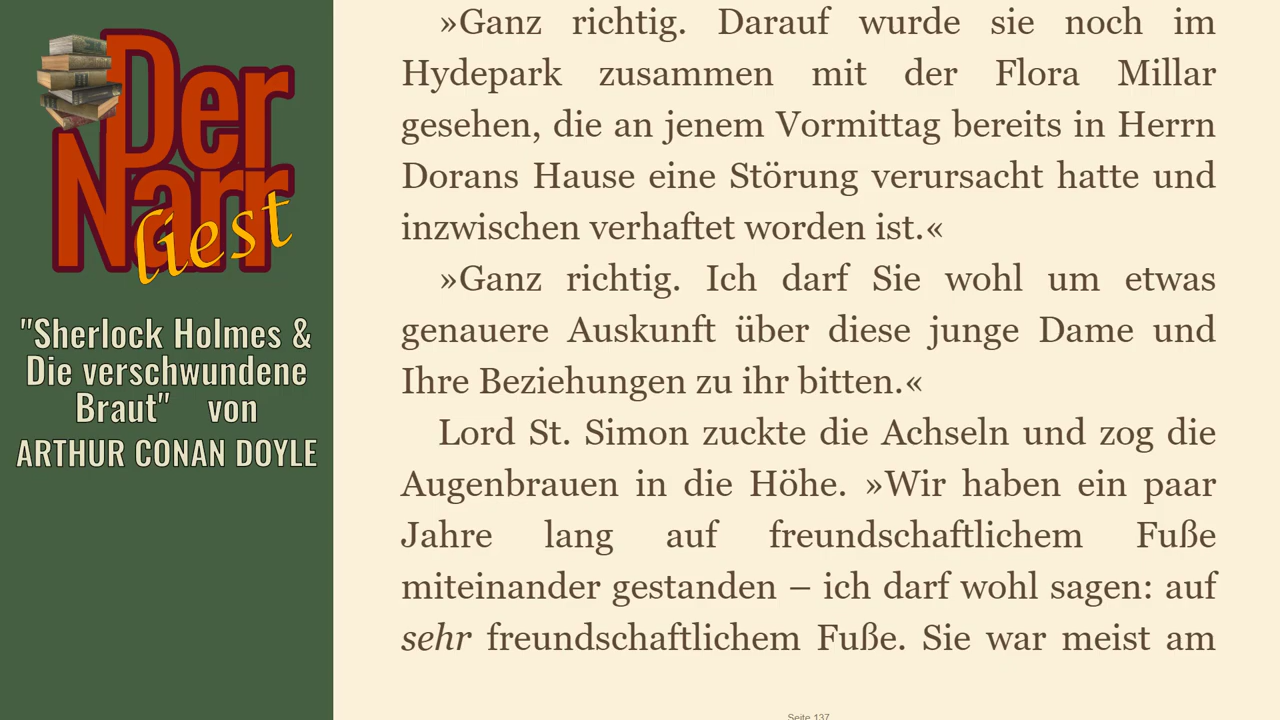 Der
Narr
liest
"Sherlock Holmes &
Die verschwundene
Braut" von
ARTHUR CONAN DOYLE
»Ganz richtig. Darauf wurde sie noch im
Hydepark zusammen mit der Flora Millar
gesehen, die an jenem Vormittag bereits in Herrn
Dorans Hause eine Störung verursacht hatte und
inzwischen verhaftet worden ist.«
»Ganz richtig. Ich darf Sie wohl um etwas
genauere Auskunft über diese junge Dame und
Ihre Beziehungen zu ihr bitten.«
Lord St. Simon zuckte die Achseln und zog die
Augenbrauen in die Höhe. »Wir haben ein paar
Jahre lang auf freundschaftlichem Fuße
miteinander gestanden – ich darf wohl sagen: auf
sehr freundschaftlichem Fuße. Sie war meist am
Seite 137